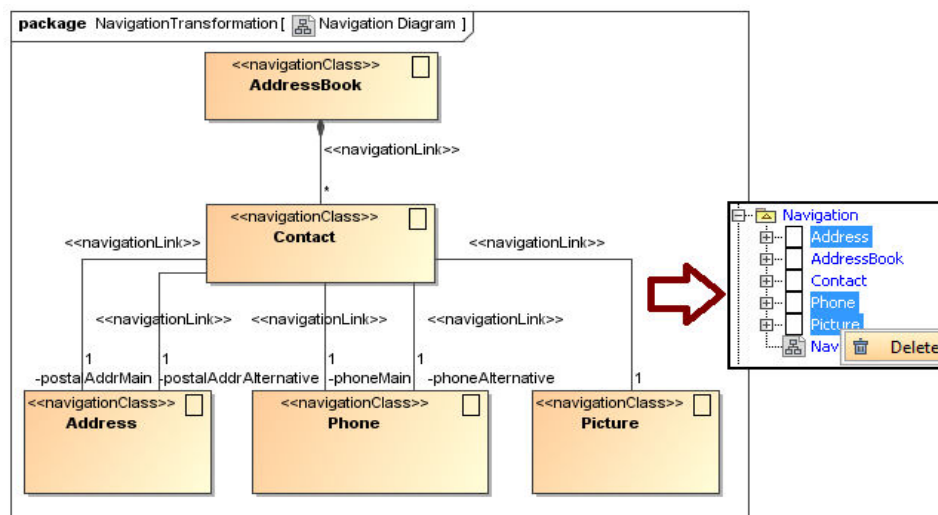 package NavigationTransformation [ Navigation Diagram ]
<<navigationClass>>
AddressBook
<<navigationLink>>
*
<<navigationClass>>
Contact
<<navigationLink>>
<<navigationLink>>
<<navigationLink>>
<<navigationLink>>
<<navigationLink>>
1
1
1
1
-postalAddrMain
-postalAddrAlternative
-phoneMain
-phoneAlternative
1
<<navigationClass>>
Address
<<navigationClass>>
Phone
<<navigationClass>>
Picture
Navigation
Address
AddressBook
Contact
Phone
Picture
Nav
Delete